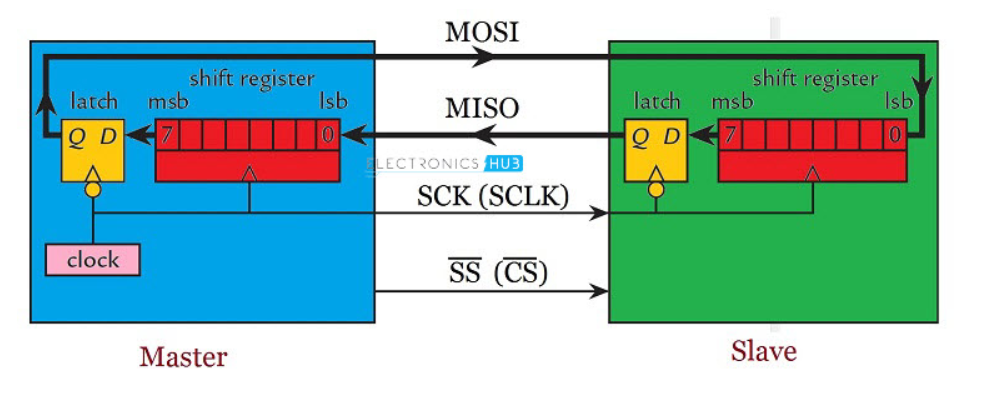 MOSI
shift register
latch msb lsb
Q D 7 0
MISO
shift register
latch msb lsb
Q D 7 0
ELECTRONICS HUB
SCK (SCLK)
clock
SS (CS)
Master
Slave